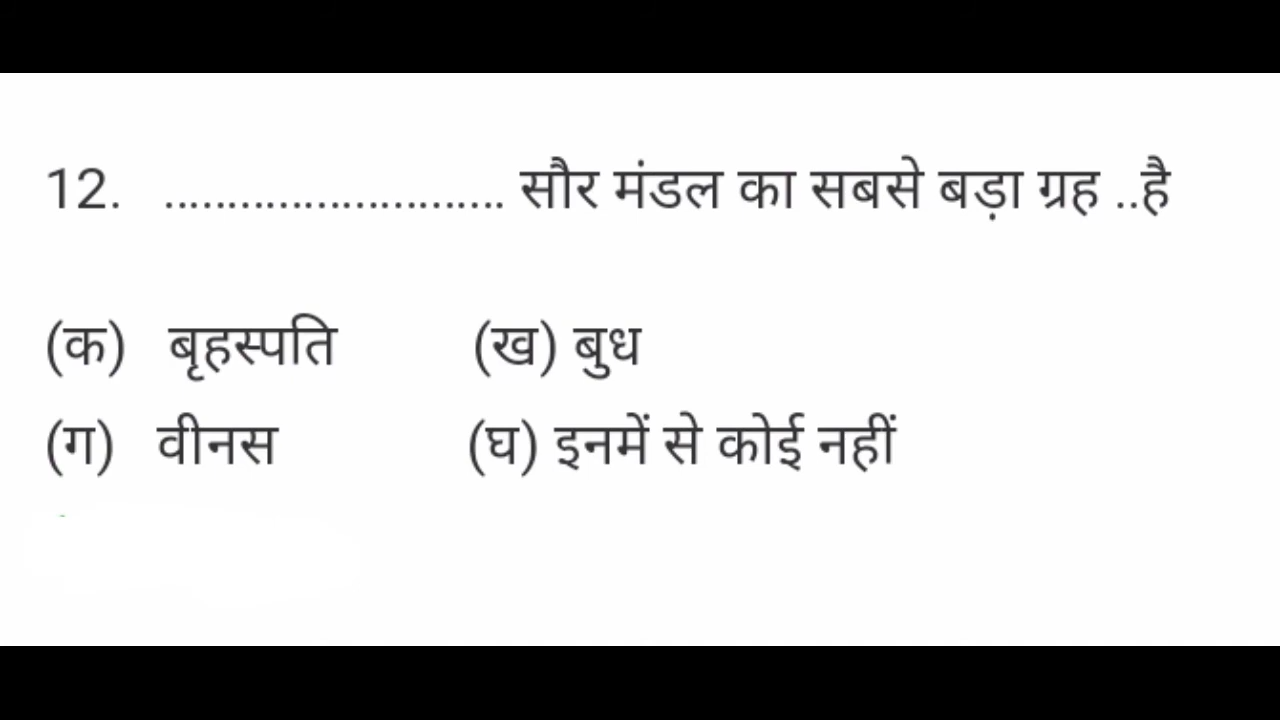 12. ........................... सौर मंडल का सबसे बड़ा ग्रह ..है
(क) बृहस्पति (ख) बुध
(ग) वीनस (घ) इनमें से कोई नहीं